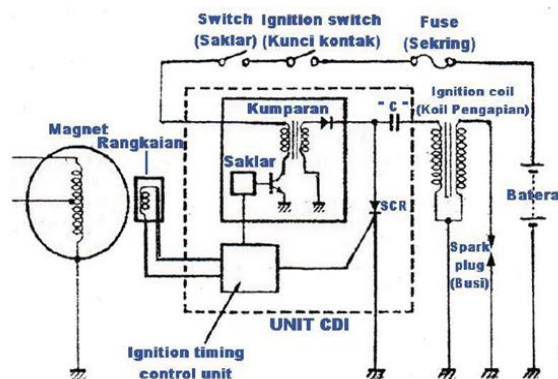 Switch
(Saklar)
Ignition switch
(Kunci kontak)
Fuse
(Sekring)
Ignition coil
(Koil Pengapian)
" C "
Kumparan
Magnet
Rangkaian
Saklar
Batera
SCR
Spark
plug
(Busi)
UNIT CDI
Ignition timing
control unit